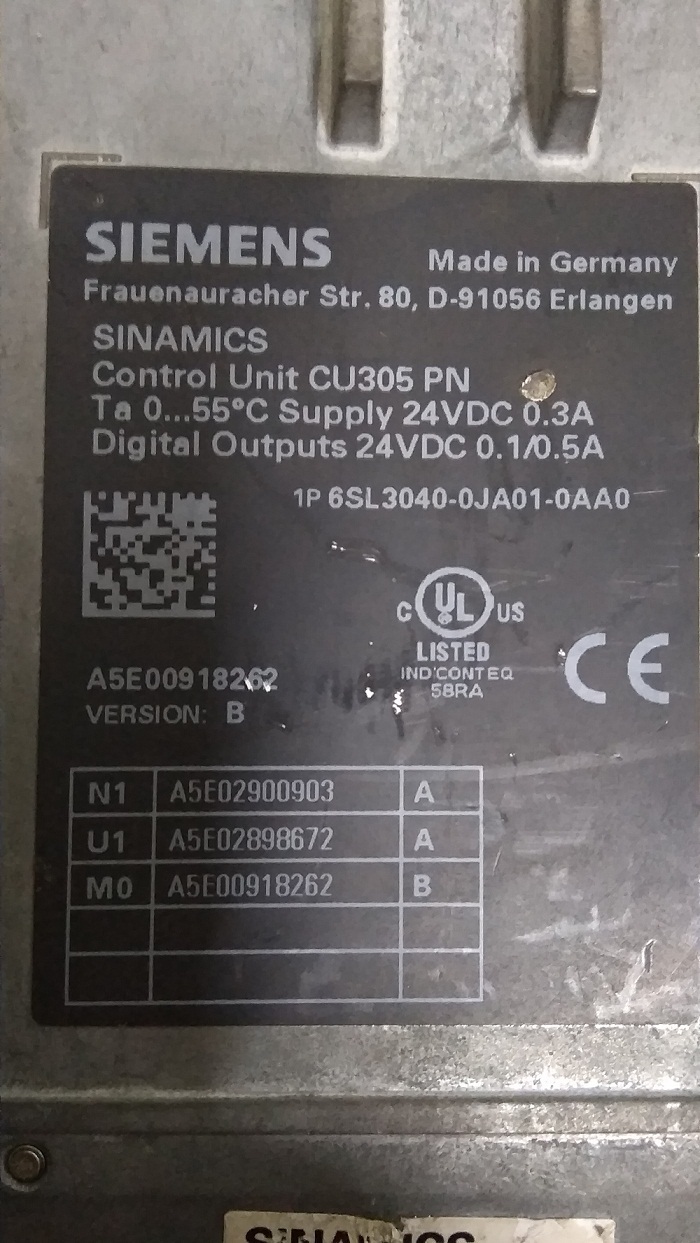 SIEMENS
Made in Germany
Frauenauracher Str. 80, D-91056 Erlangen
SINAMICS
Control Unit CU305 PN
Ta 0...55°C Supply 24VDC 0.3A
Digital Outputs 24VDC 0.1/0.5A
1P 6SL3040-0JA01-0AA0
C UL US
LISTED
IND'CONT EQ
58RA
CE
A5E00918262
VERSION: B
N1 A5E02900903 A
U1 A5E02898672 A
M0 A5E00918262 B
SINAMICS